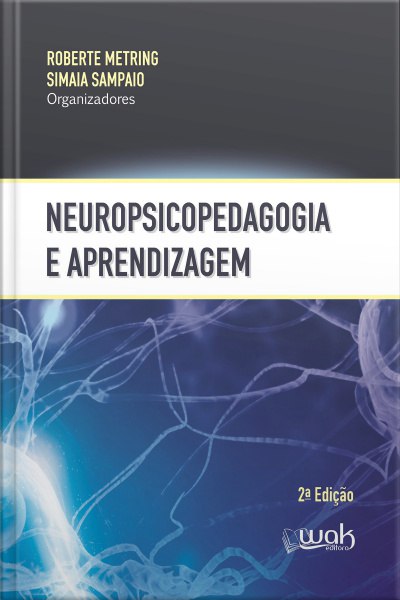 ROBERTE METRING
SIMAIA SAMPAIO
Organizadores
NEUROPSICOPEDAGOGIA
E APRENDIZAGEM
2ª Edição
wak
editora